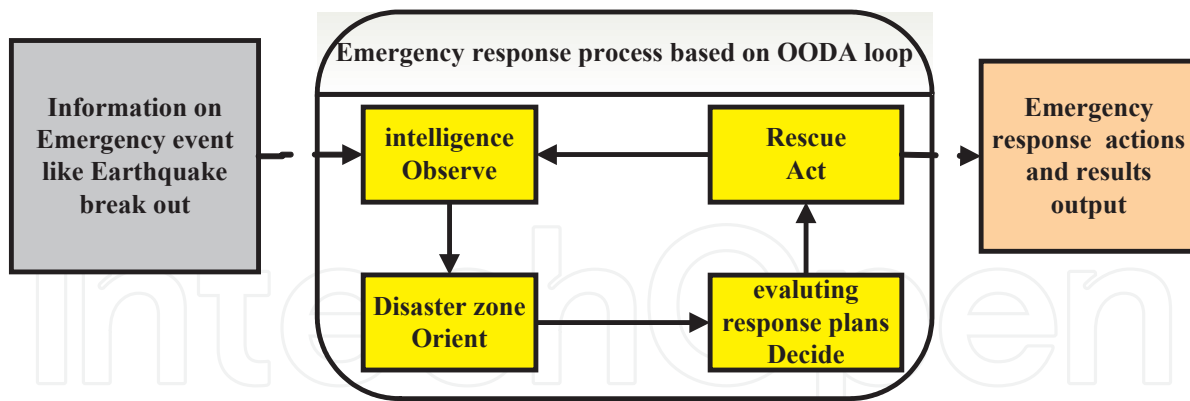 Emergency response process based on OODA loop
Information on
Emergency event
like Earthquake
break out
intelligence
Observe
Rescue
Act
Emergency
response actions
and results
output
Disaster zone
Orient
evaluting
response plans
Decide
IntechOpen